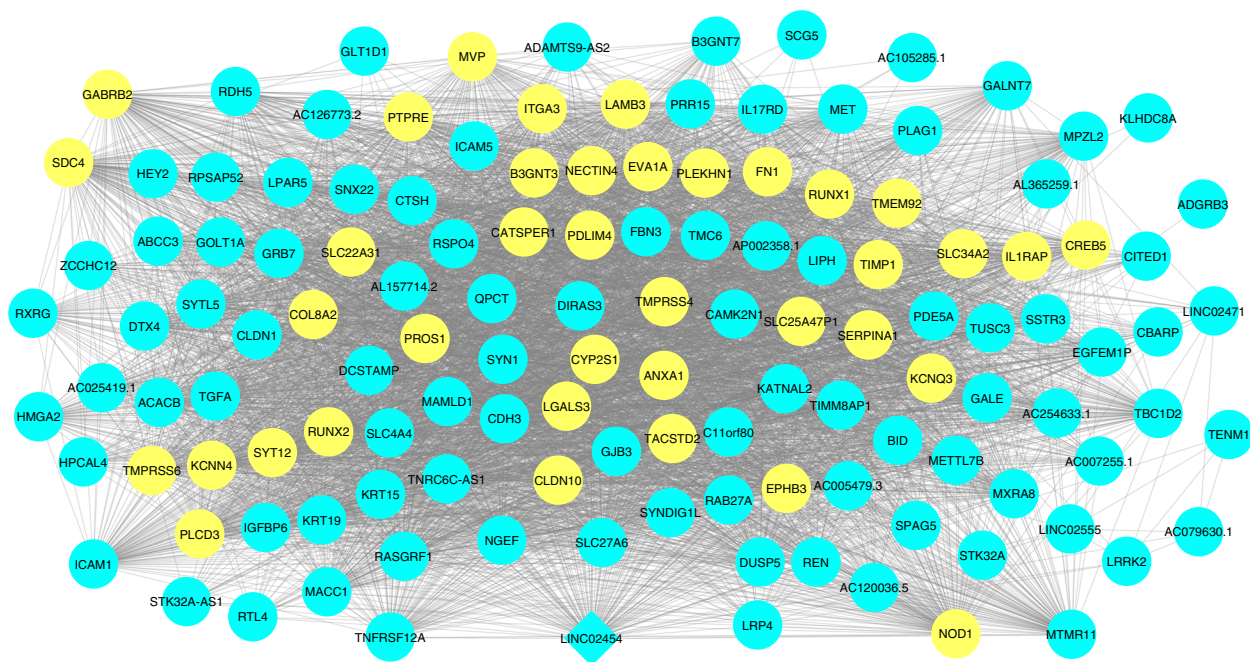 GLT1D1
MVP
ADAMTS9-AS2
B3GNT7
SCG5
AC105285.1
GABRB2
RDH5
AC126773.2
PTPRE
ITGA3
LAMB3
PRR15
IL17RD
MET
PLAG1
GALNT7
MPZL2
KLHDC8A
SDC4
HEY2
RPSAP52
LPAR5
SNX22
CTSH
ICAM5
B3GNT3
NECTIN4
EVA1A
PLEKHN1
FN1
RUNX1
TMEM92
AL365259.1
ADGRB3
ZCCHC12
ABCC3
GOLT1A
GRB7
SLC22A31
RSPO4
CATSPER1
PDLIM4
FBN3
TMC6
AP002358.1
LIPH
TIMP1
SLC34A2
IL1RAP
CREB5
CITED1
RXRG
DTX4
SYTL5
CLDN1
COL8A2
AL157714.2
PROS1
QPCT
DIRAS3
TMPRSS4
CAMK2N1
SLC25A47P1
SERPINA1
PDE5A
TUSC3
SSTR3
EGFEM1P
CBARP
LINC02471
HMGA2
AC025419.1
ACACB
TGFA
DCSTAMP
MAMLD1
SYN1
CDH3
CYP2S1
LGALS3
ANXA1
KATNAL2
TIMM8AP1
KCNQ3
GALE
AC254633.1
TBC1D2
TENM1
HPCAL4
TMPRSS6
KCNN4
SYT12
RUNX2
SLC4A4
TNRC6C-AS1
CLDN10
GJB3
TACSTD2
C11orf80
BID
METTL7B
AC007255.1
PLCD3
IGFBP6
KRT19
KRT15
NGEF
SLC27A6
SYNDIG1L
RAB27A
EPHB3
AC005479.3
SPAG5
MXRA8
LINC02555
AC079630.1
ICAM1
STK32A-AS1
RTL4
MACC1
RASGRF1
DUSP5
REN
AC120036.5
STK32A
LRRK2
TNFRSF12A
LINC02454
LRP4
NOD1
MTMR11